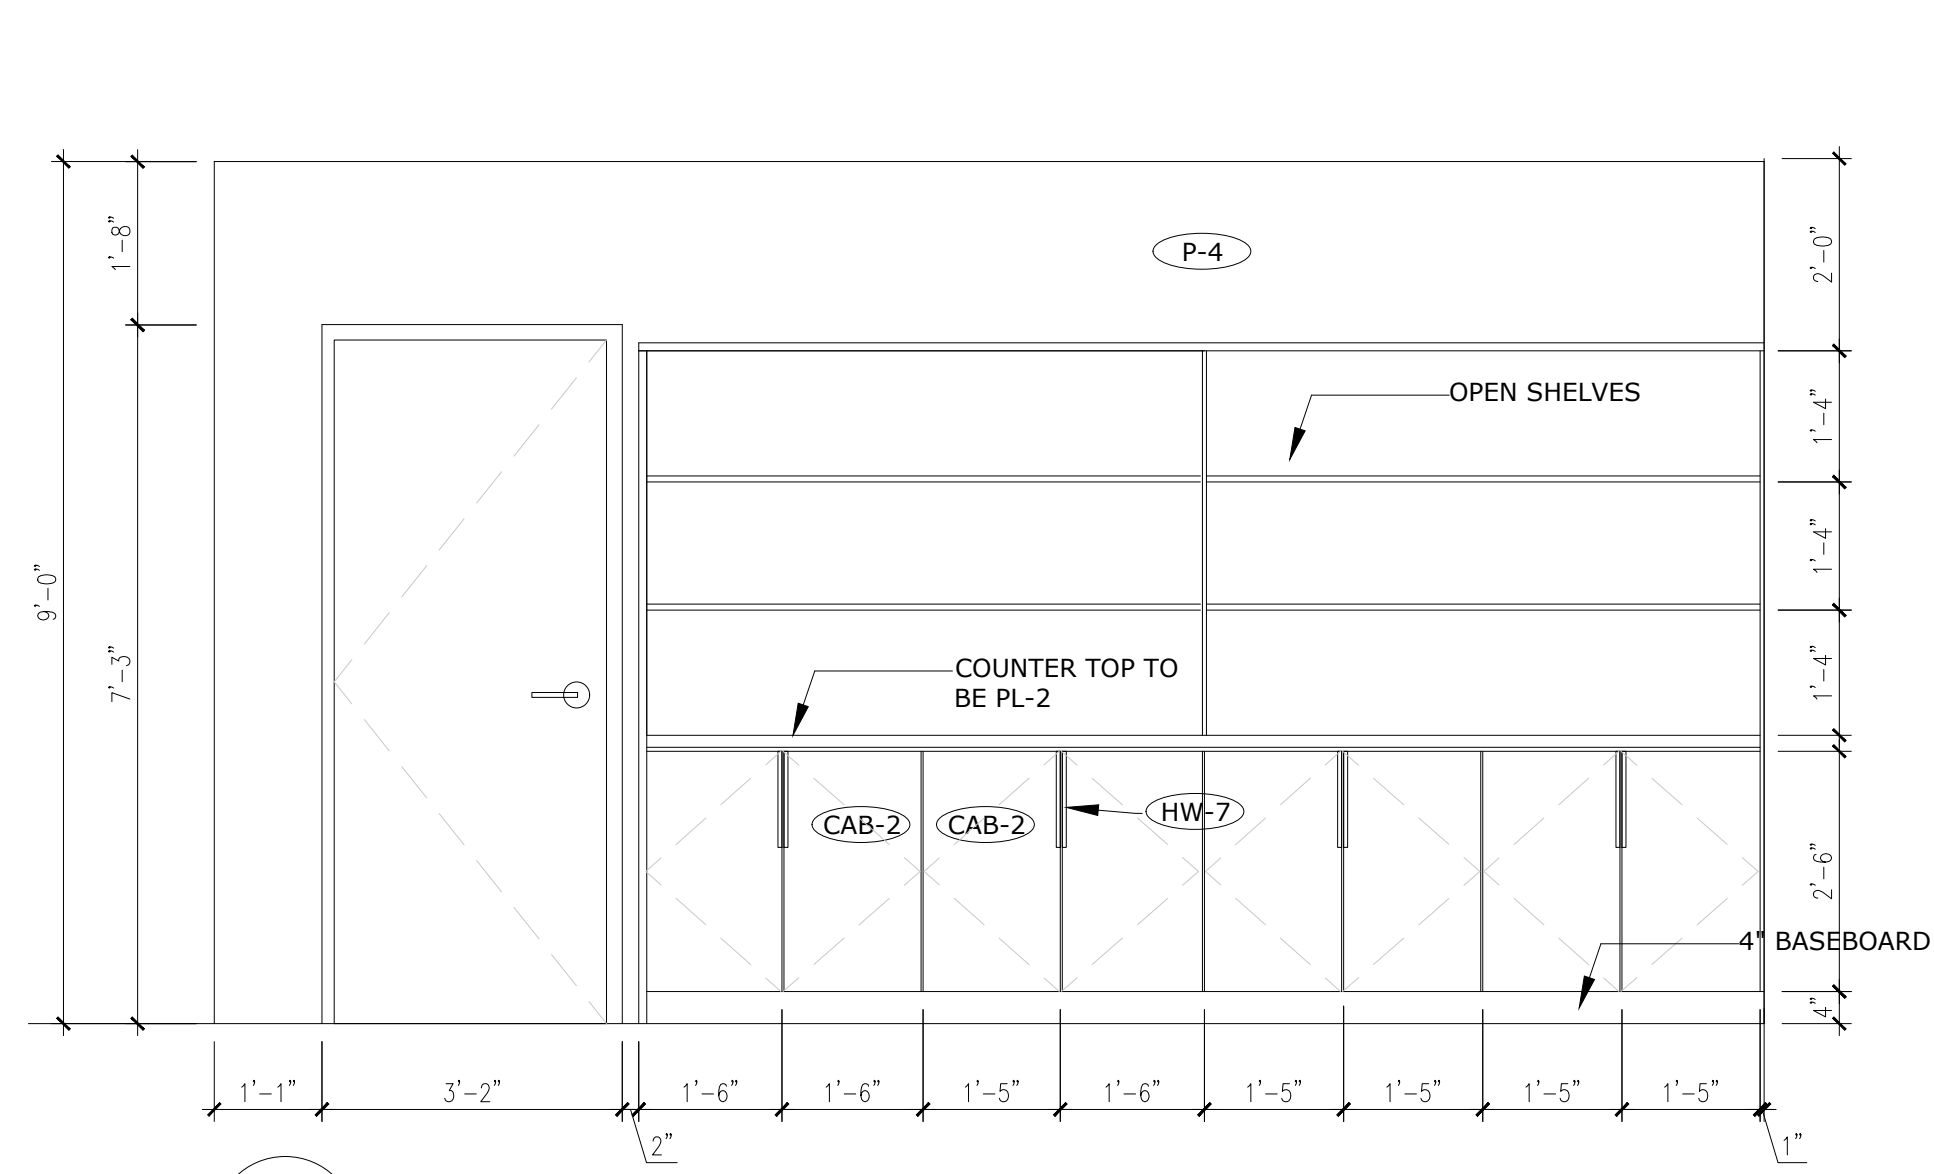 P-4
1'-8"
2'-0"
OPEN SHELVES
1'-4"
9'-0"
1'-4"
7'-3"
COUNTER TOP TO
BE PL-2
1'-4"
CAB-2
CAB-2
HW-7
2'-6"
4" BASEBOARD
4"
1'-1"
3'-2"
1'-6"
1'-6"
1'-5"
1'-6"
1'-5"
1'-5"
1'-5"
1'-5"
2"
1"